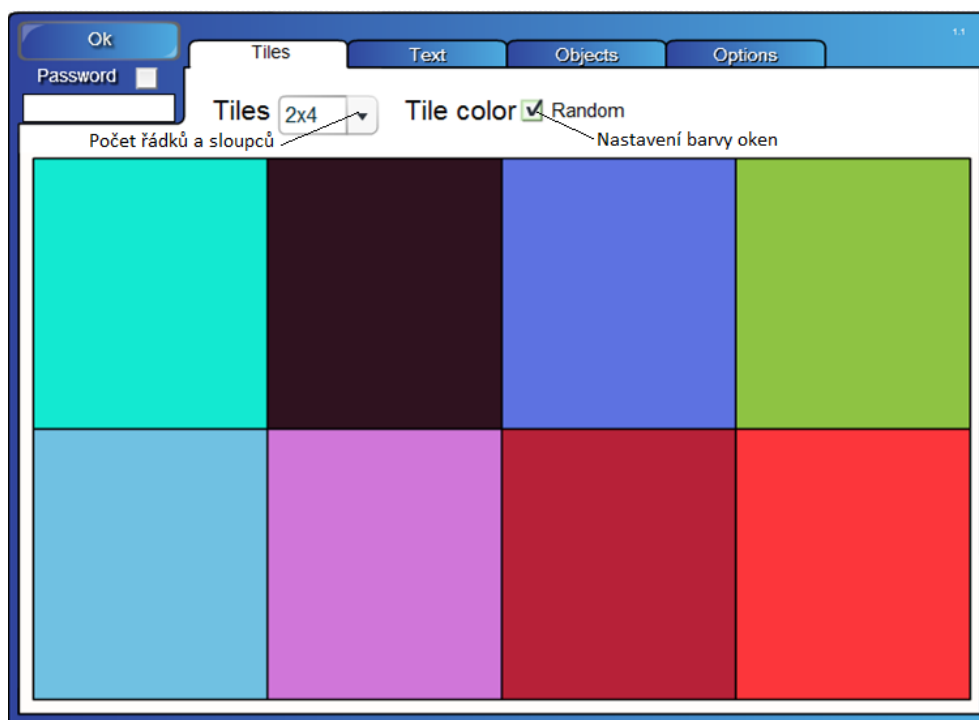 Ok
1.1
Tiles
Text
Objects
Options
Password
Tiles 2x4
Tile color Random
Počet řádků a sloupců
Nastavení barvy oken